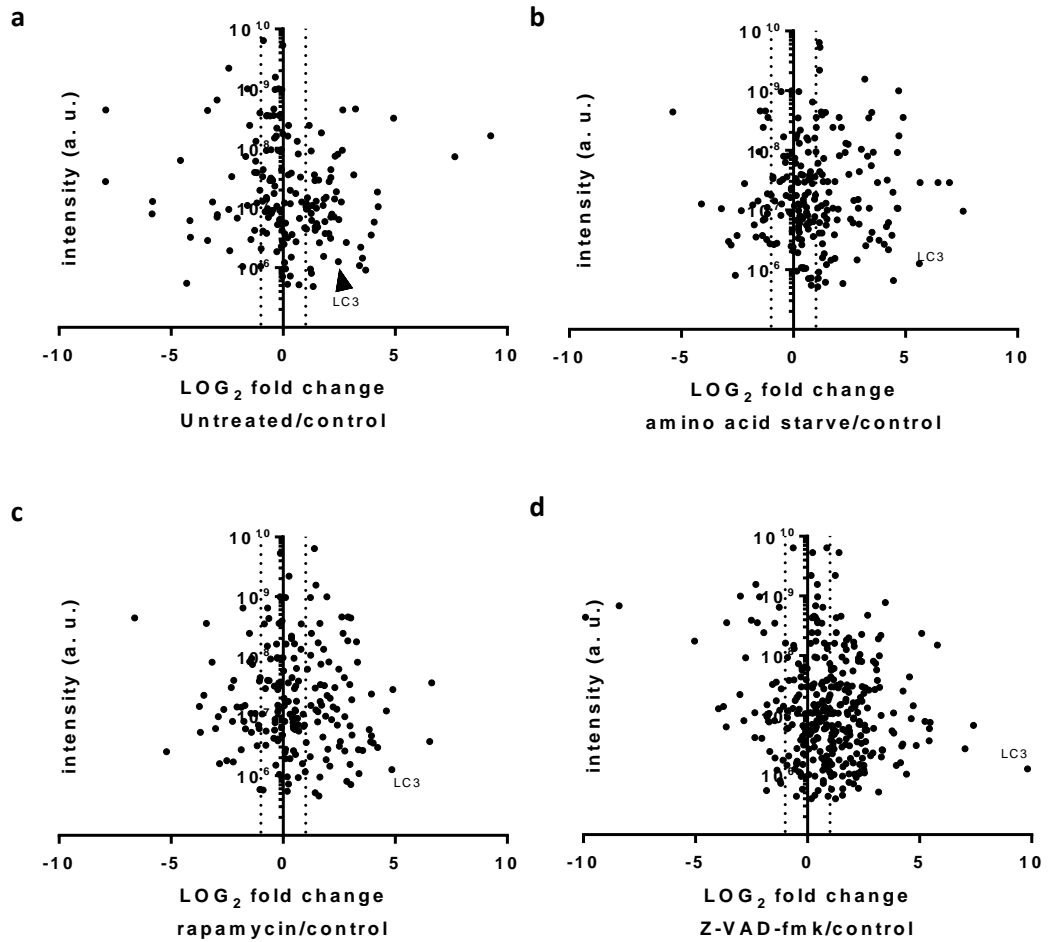 a
10^10
10^9
10^8
10^7
10^6
intensity (a. u.)
LC3
-10 -5 0 5 10
LOG₂ fold change
Untreated/control
b
10^10
10^9
10^8
10^7
10^6
intensity (a. u.)
LC3
-10 -5 0 5 10
LOG₂ fold change
amino acid starve/control
c
10^10
10^9
10^8
10^7
10^6
intensity (a. u.)
LC3
-10 -5 0 5 10
LOG₂ fold change
rapamycin/control
d
10^10
10^9
10^8
10^7
10^6
intensity (a. u.)
LC3
-10 -5 0 5 10
LOG₂ fold change
Z-VAD-fmk/control